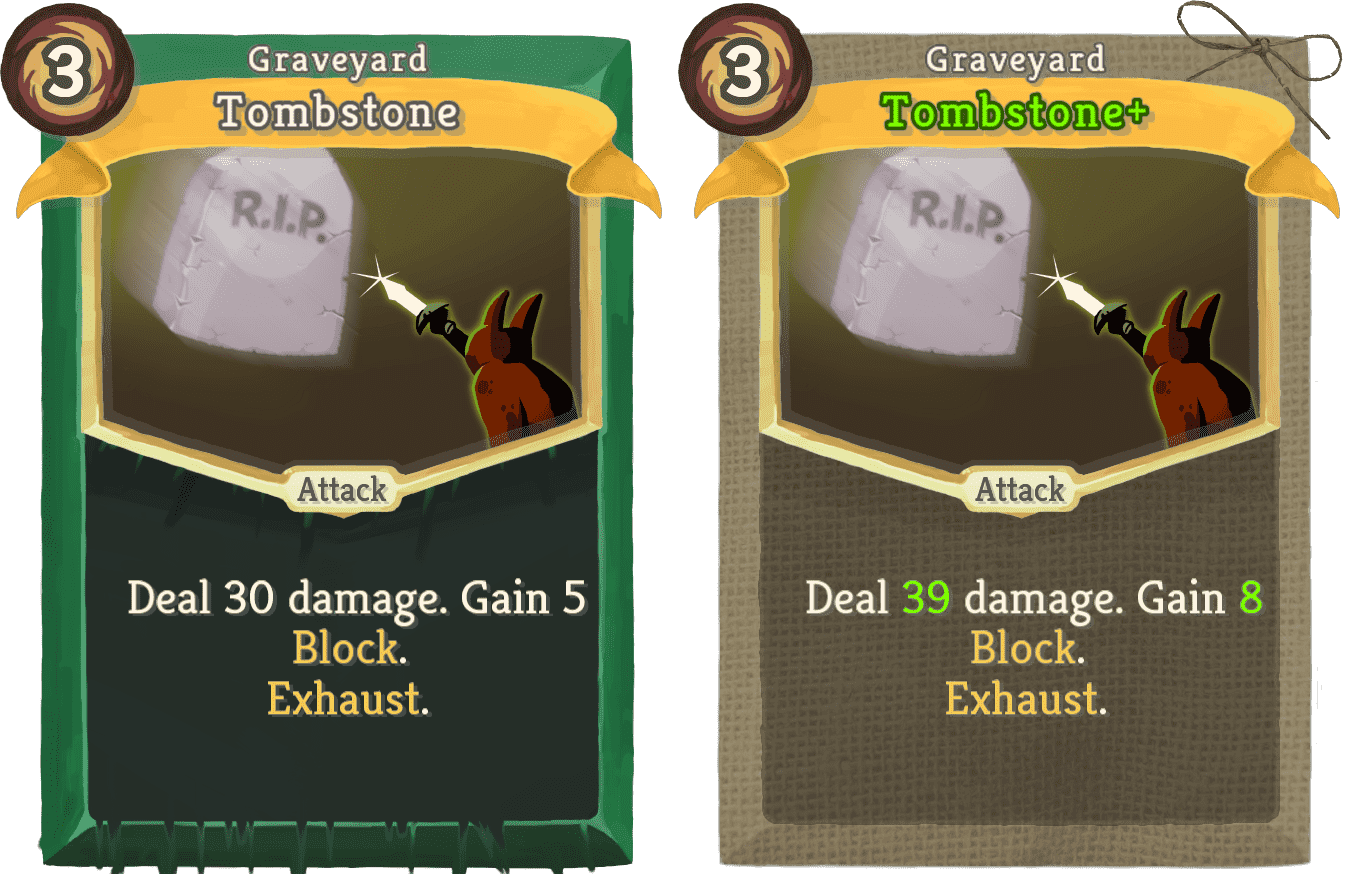 3
Graveyard
Tombstone
R.I.P.
Attack
Deal 30 damage. Gain 5
Block.
Exhaust.
3
Graveyard
Tombstone+
R.I.P.
Attack
Deal 39 damage. Gain 8
Block.
Exhaust.